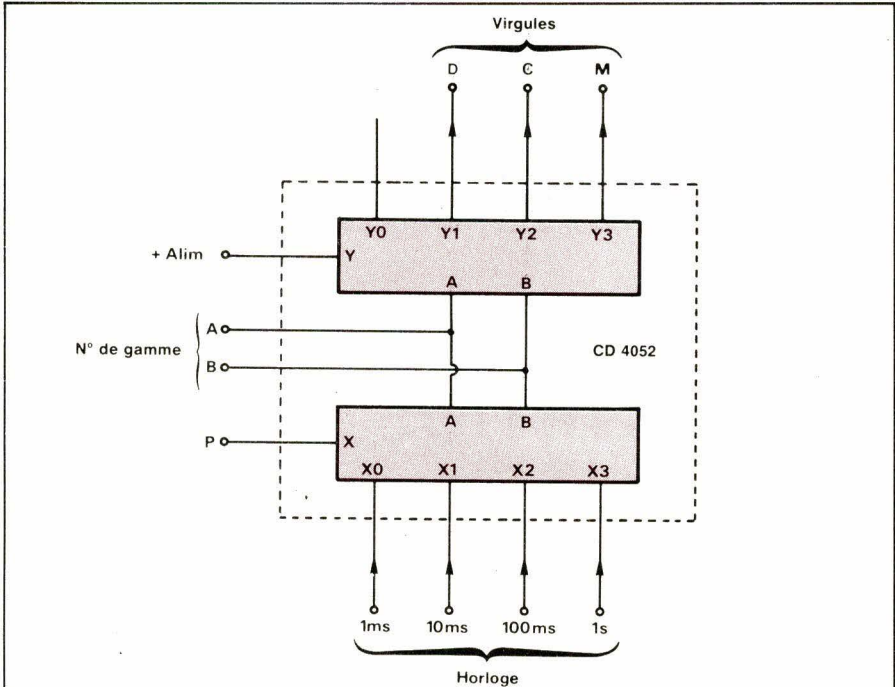 Virgules
D C M
Y0 Y1 Y2 Y3
+ Alim
Y
A B
A
N° de gamme
CD 4052
B
A B
P
X
X0 X1 X2 X3
1ms 10ms 100ms 1s
Horloge